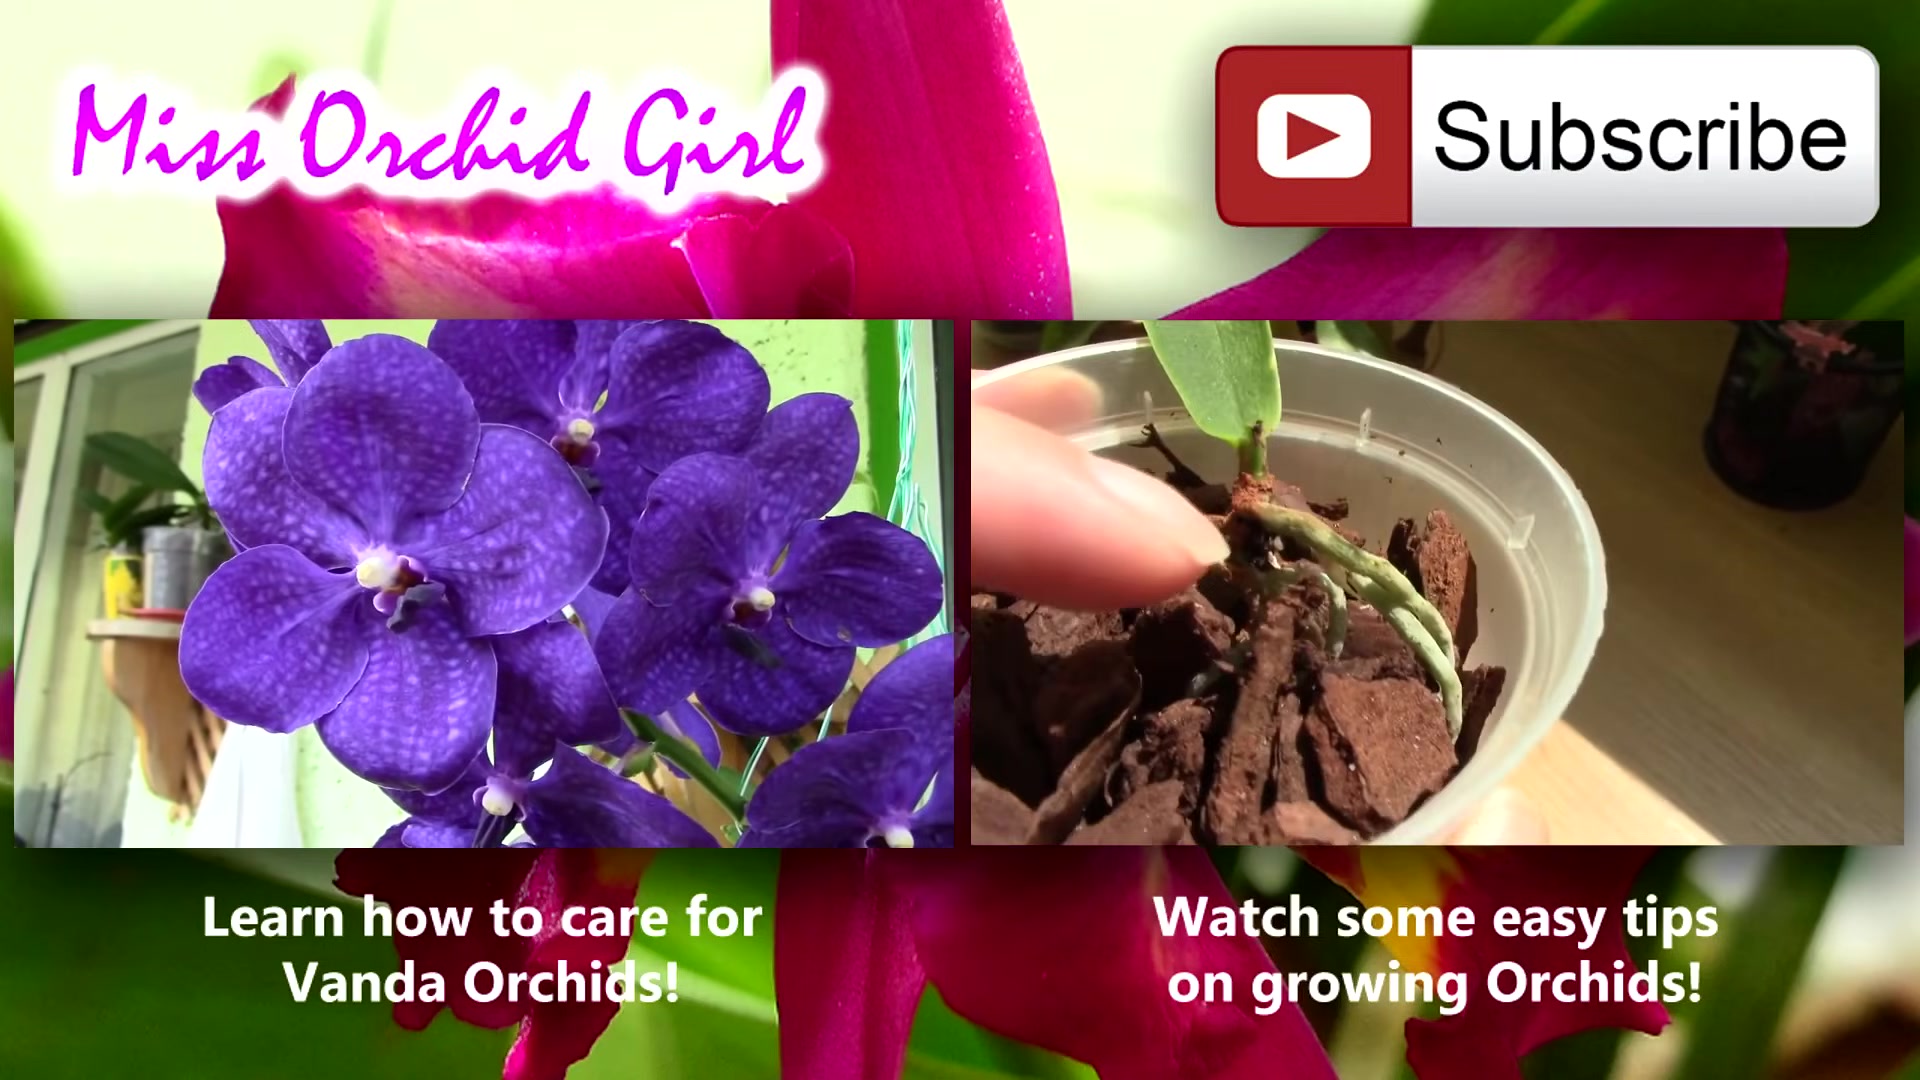 Miss Orchid Girl
Subscribe
Learn how to care for
Vanda Orchids!
Watch some easy tips
on growing Orchids!